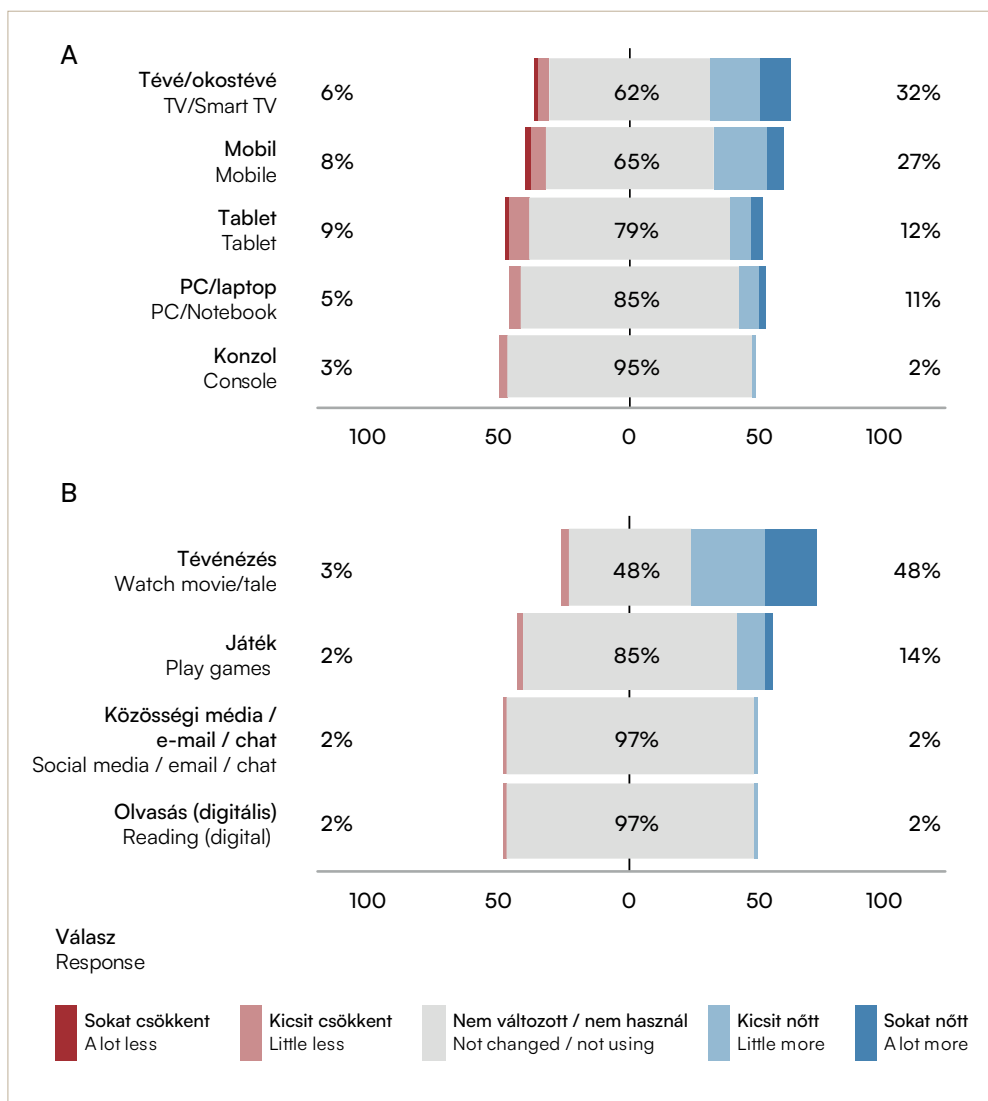 A
Tévé/okostévé
TV/Smart TV
6%
62%
32%
Mobil
Mobile
8%
65%
27%
Tablet
Tablet
9%
79%
12%
PC/laptop
PC/Notebook
5%
85%
11%
Konzol
Console
3%
95%
2%
100 50 0 50 100
B
Tévénézés
Watch movie/tale
3%
48%
48%
Játék
Play games
2%
85%
14%
Közösségi média /
e-mail / chat
Social media / email / chat
2%
97%
2%
Olvasás (digitális)
Reading (digital)
2%
97%
2%
100 50 0 50 100
Válasz
Response
Sokat csökkent
A lot less
Kicsit csökkent
Little less
Nem változott / nem használ
Not changed / not using
Kicsit nőtt
Little more
Sokat nőtt
A lot more